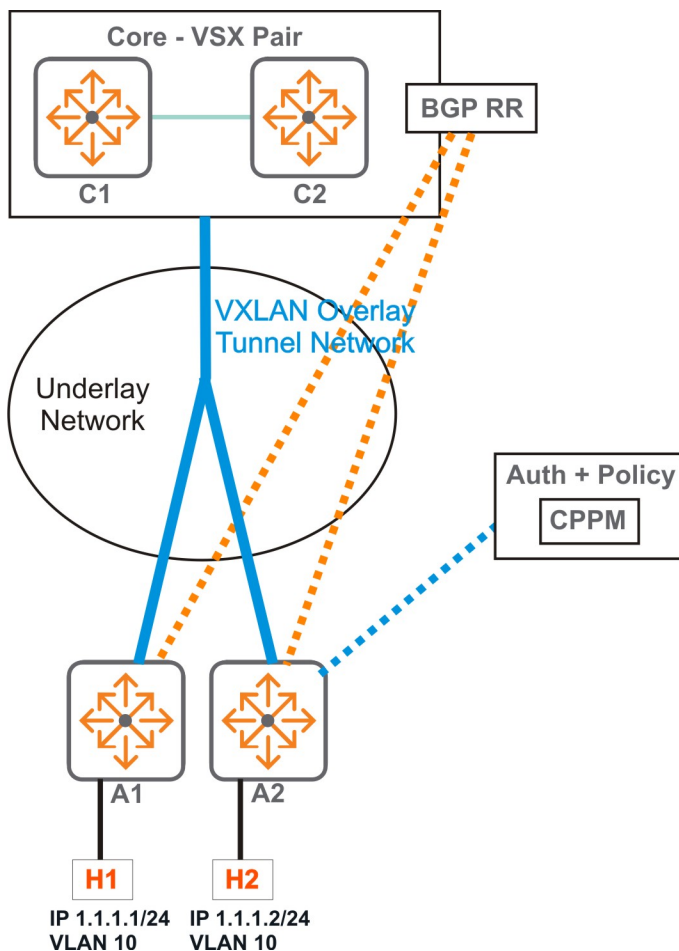 Core - VSX Pair
BGP RR
C1
C2
VXLAN Overlay
Tunnel Network
Underlay
Network
Auth + Policy
CPPM
A1
A2
H1
H2
IP 1.1.1.1/24
VLAN 10
IP 1.1.1.2/24
VLAN 10